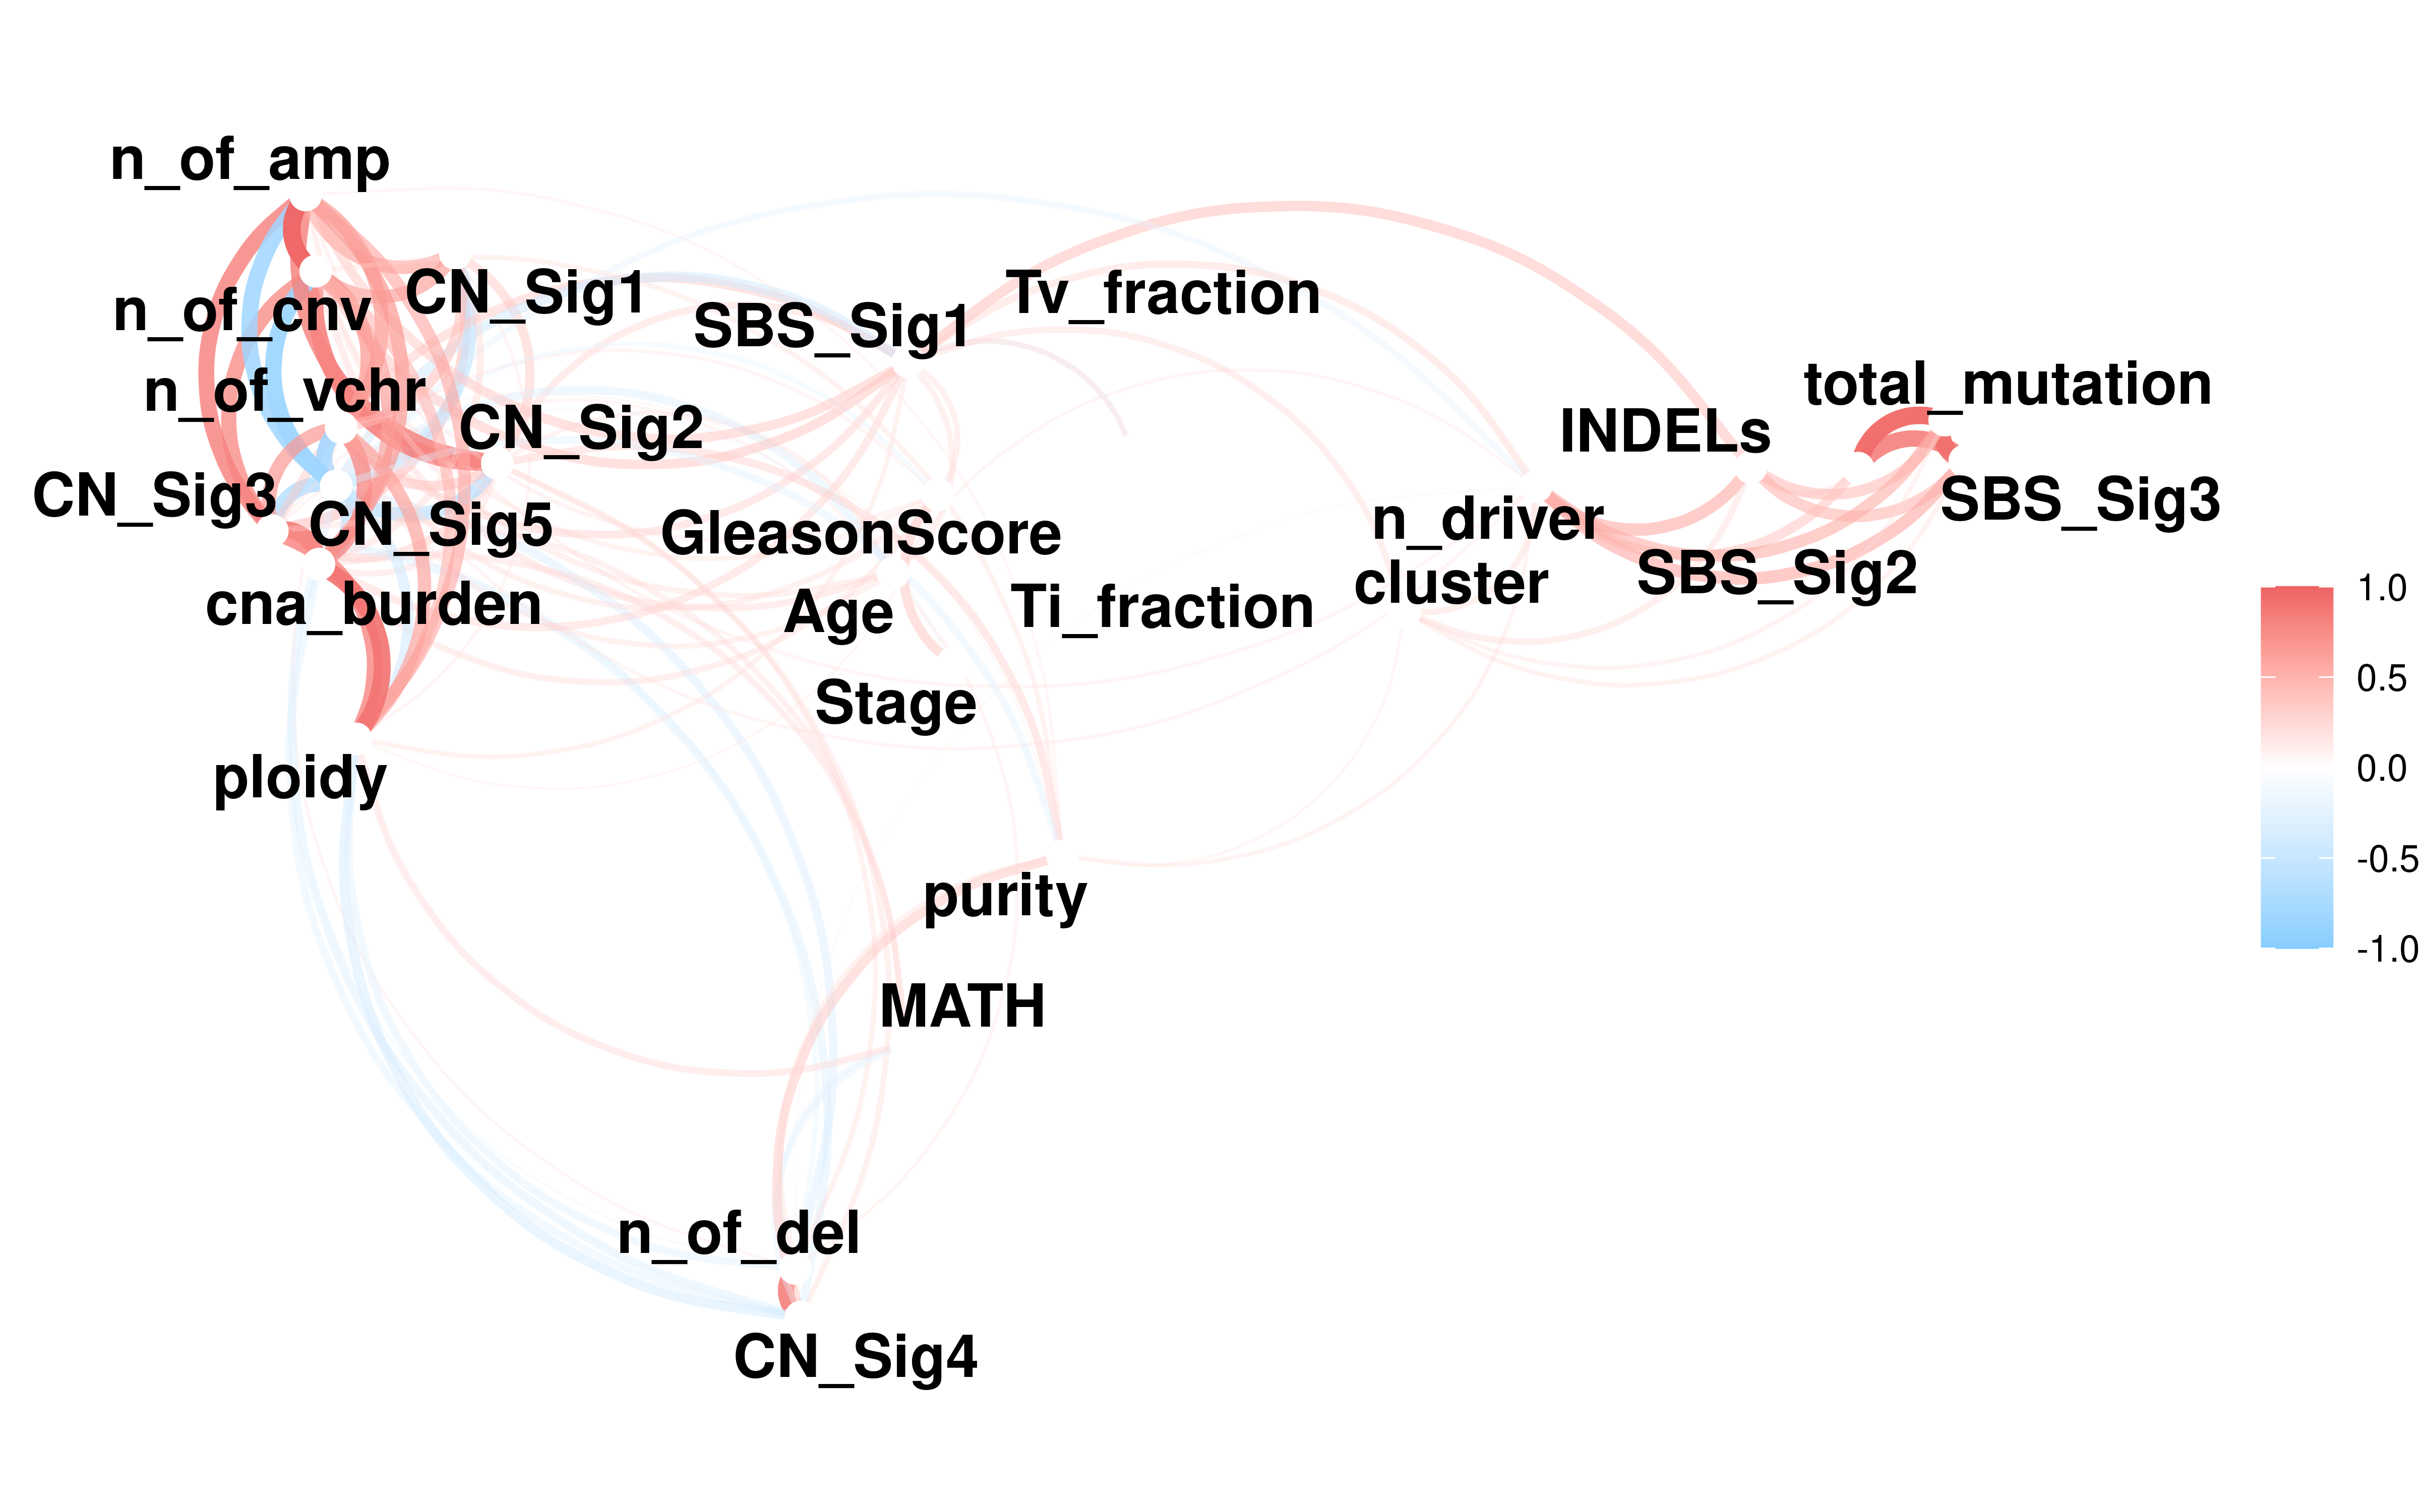 n_of_amp
n_of_cnv
CN_Sig1
SBS_Sig1
Tv_fraction
n_of_vchr
CN_Sig2
INDELs
total_mutation
CN_Sig3
CN_Sig5
GleasonScore
n_driver
SBS_Sig3
cna_burden
Age
Ti_fraction
cluster
SBS_Sig2
Stage
ploidy
purity
MATH
n_of_del
CN_Sig4
1.0
0.5
0.0
-0.5
-1.0